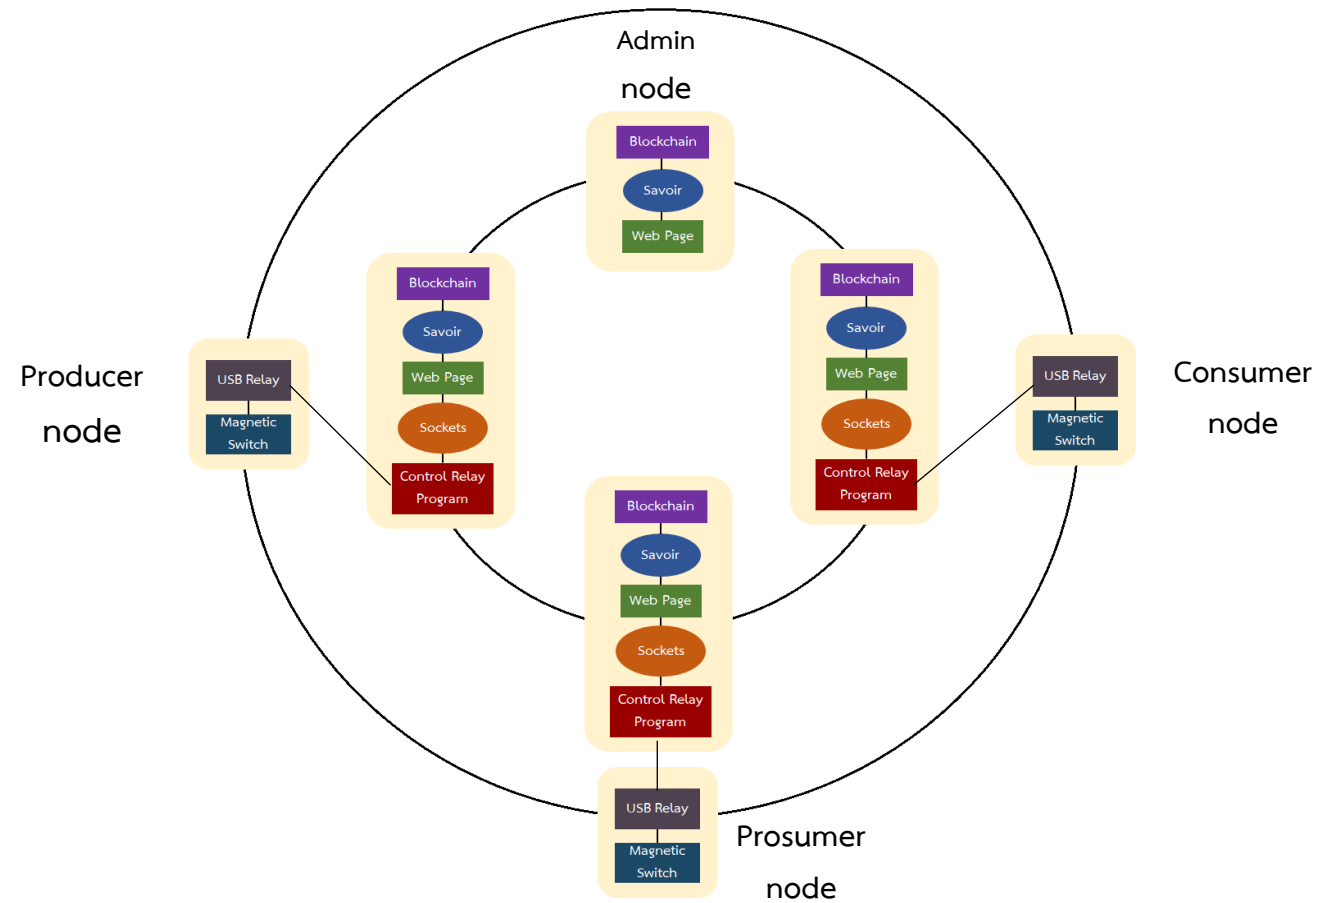 Admin
node
Blockchain
Savoir
Web Page
Producer
node
USB Relay
Magnetic
Switch
Blockchain
Savoir
Web Page
Sockets
Control Relay
Program
Blockchain
Savoir
Web Page
Sockets
Control Relay
Program
USB Relay
Magnetic
Switch
Consumer
node
Blockchain
Savoir
Web Page
Sockets
Control Relay
Program
USB Relay
Magnetic
Switch
Prosumer
node